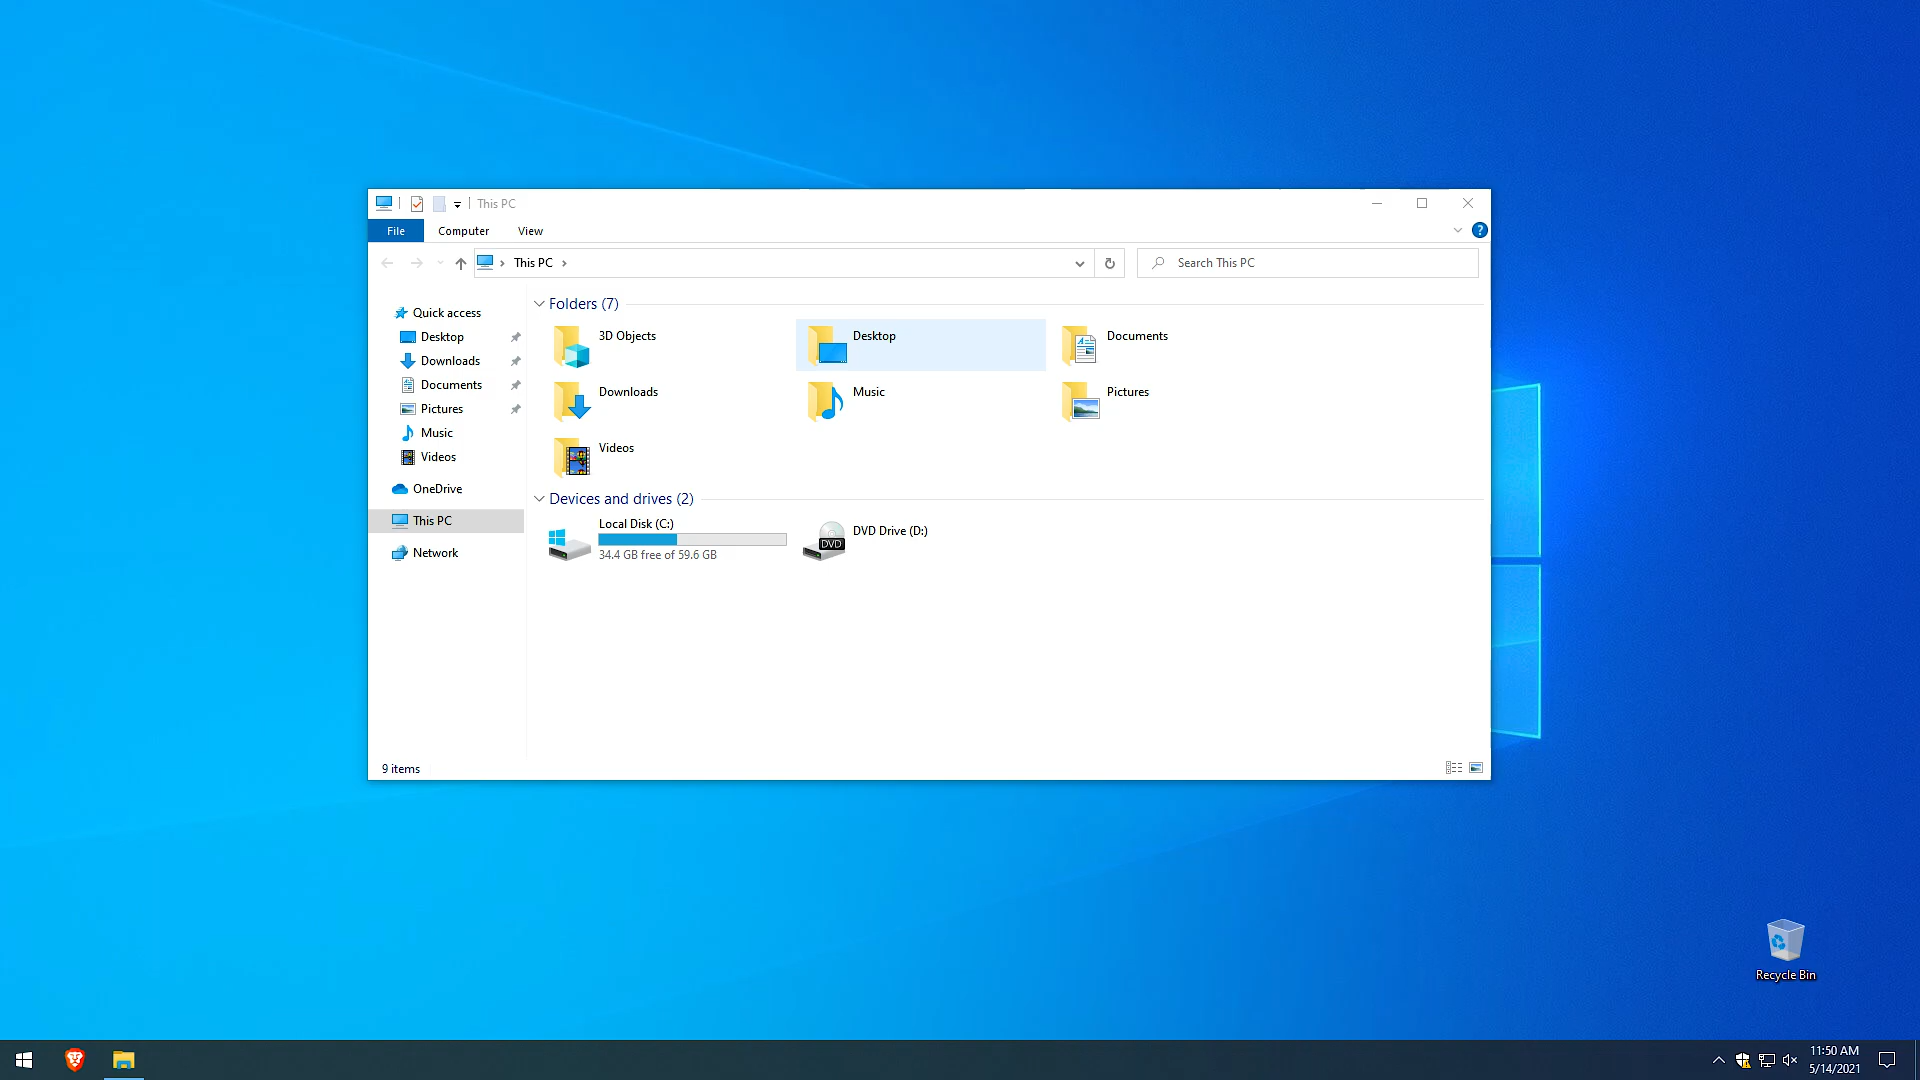 This PC
File Computer View
This PC
Search This PC
Quick access
Desktop
Downloads
Documents
Pictures
Music
Videos
OneDrive
This PC
Network
Folders (7)
3D Objects
Desktop
Documents
Downloads
Music
Pictures
Videos
Devices and drives (2)
Local Disk (C:)
34.4 GB free of 59.6 GB
DVD
DVD Drive (D:)
9 items
Recycle Bin
11:50 AM
5/14/2021